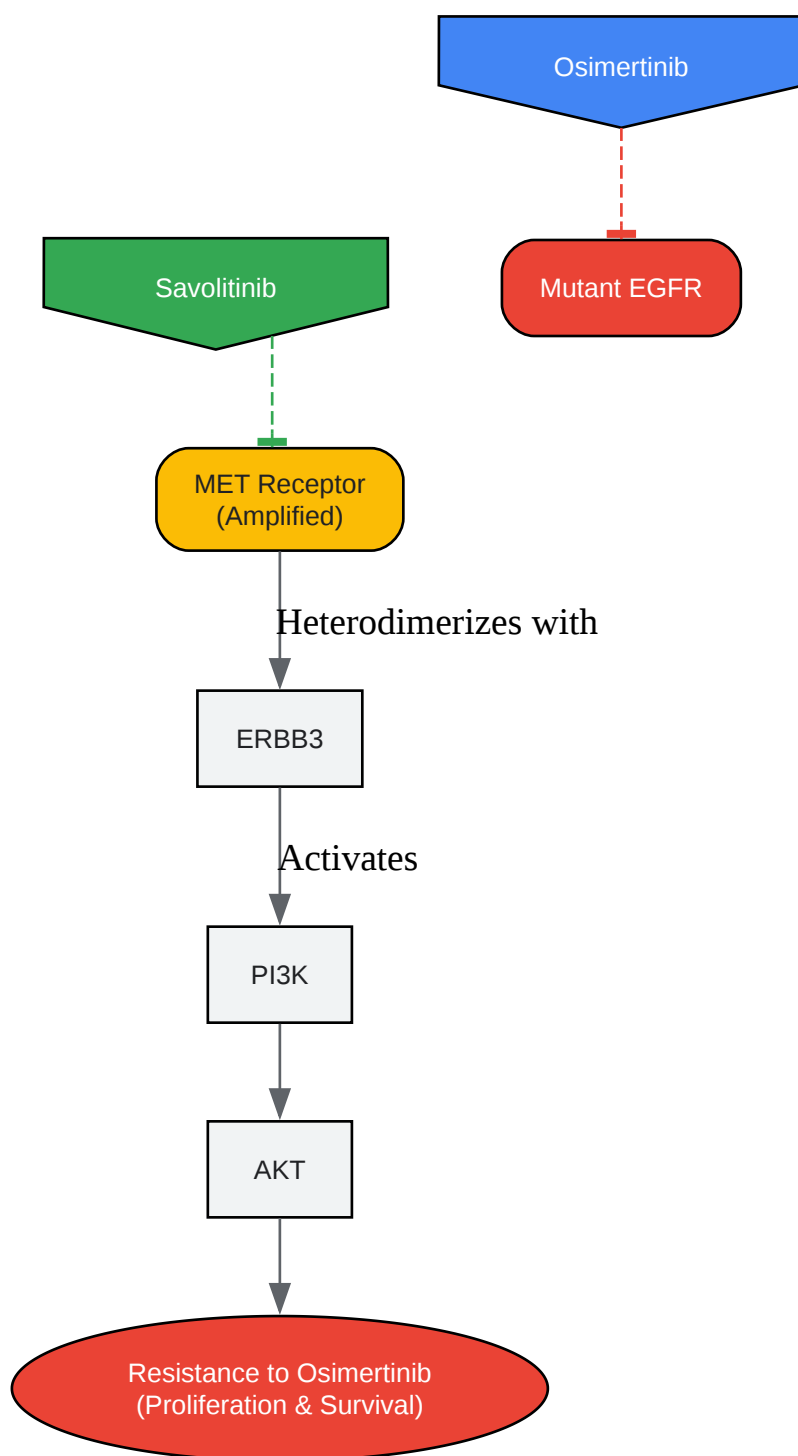 Osimertinib
Savolitinib
Mutant EGFR
MET Receptor
(Amplified)
Heterodimerizes with
ERBB3
Activates
PI3K
AKT
Resistance to Osimertinib
(Proliferation & Survival)